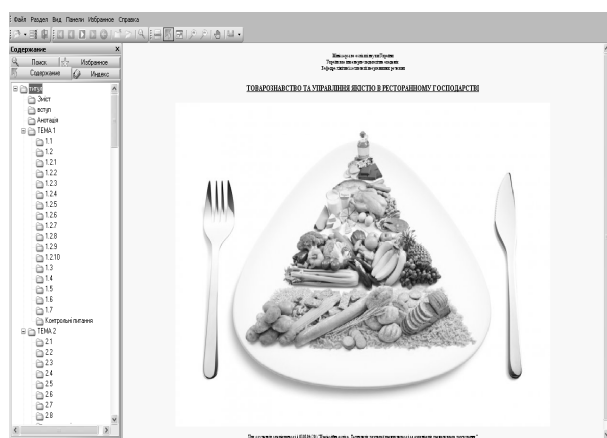 Файл Раздел Вид Панели Избранное Справка
Содержание X
Поиск Избранное
Содержание Индекс
титул
Зміст
вступ
Анотація
ТЕМА 1
1.1
1.2
1.2.1
1.2.2
1.2.3
1.2.4
1.2.5
1.2.6
1.2.7
1.2.8
1.2.9
1.2.10
1.3
1.4
1.5
1.6
1.7
Контрольні питання
ТЕМА 2
2.1
2.2
2.3
2.4
2.5
2.6
2.7
2.8
ТОВАРОЗНАВСТВО ТА УПРАВЛІННЯ ЯКІСТЮ В РЕСТОРАННОМУ ГОСПОДАРСТВІ